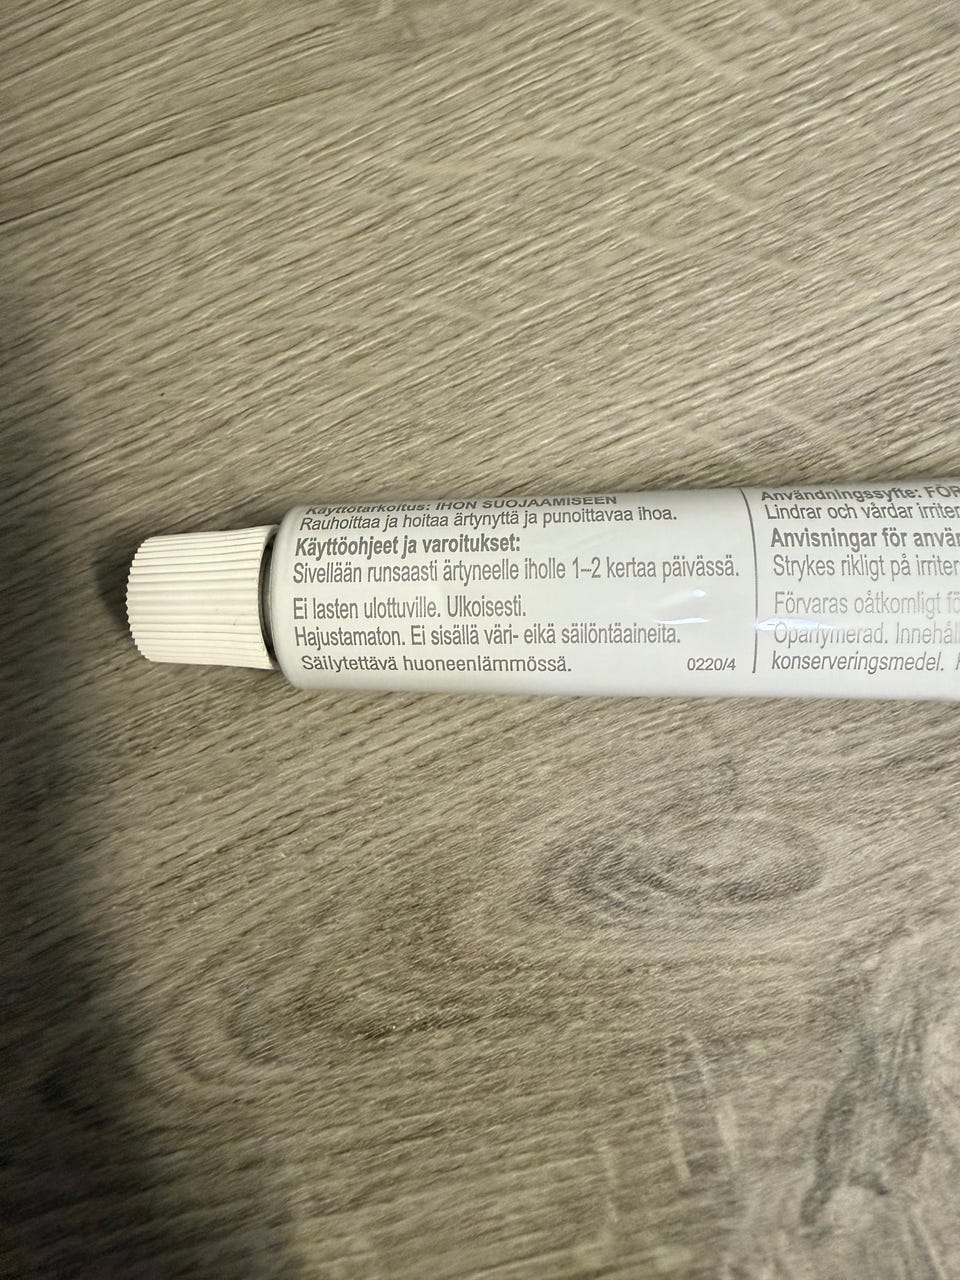 Käyttötarkoitus: IHON SUOJAAMISEEN
Rauhoittaa ja hoitaa ärtynyttä ja punoittavaa ihoa.
Käyttöohjeet ja varoitukset:
Sivellään runsaasti ärtyneelle iholle 1–2 kertaa päivässä.
Ei lasten ulottuville. Ulkoisesti.
Hajustamaton. Ei sisällä väri- eikä säilöntäaineita.
Säilytettävä huoneenlämmössä. 0220/4
Användningssyfte: FÖR
Lindrar och vårdar
Anvisningar för
Strykes rikligt på
Förvaras oåtkomligt
Oparfymerad.
konserveringsmedel.